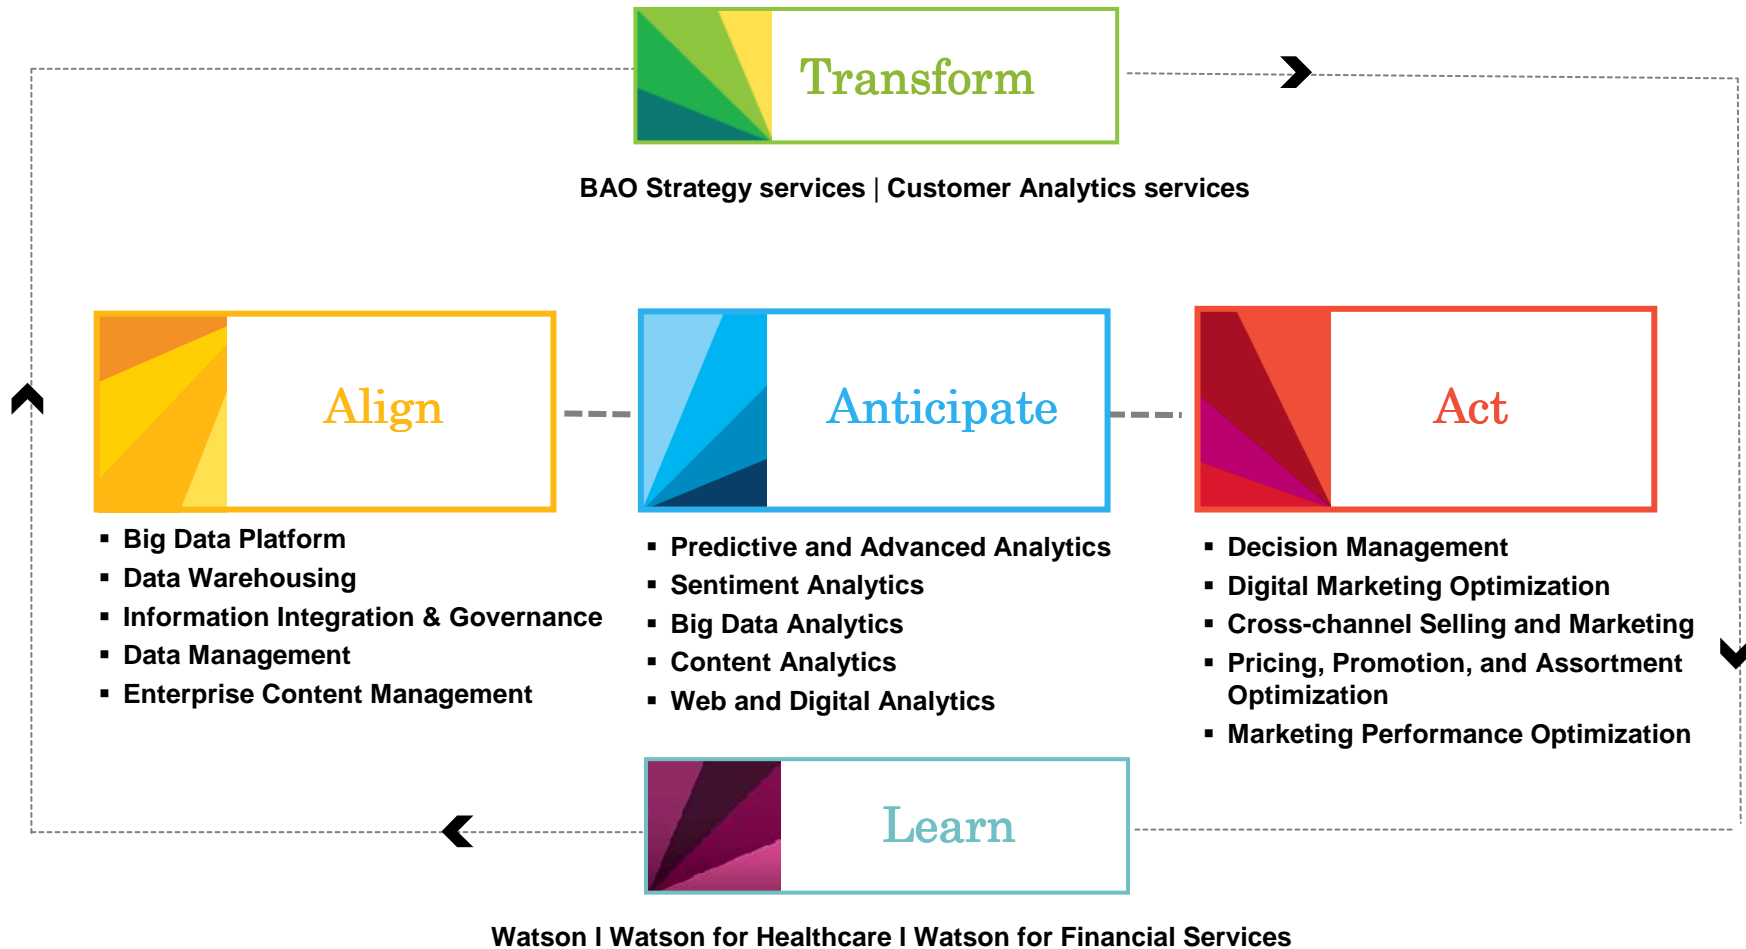 Transform
BAO Strategy services | Customer Analytics services
Align
▪ Big Data Platform
▪ Data Warehousing
▪ Information Integration & Governance
▪ Data Management
▪ Enterprise Content Management
Anticipate
▪ Predictive and Advanced Analytics
▪ Sentiment Analytics
▪ Big Data Analytics
▪ Content Analytics
▪ Web and Digital Analytics
Act
▪ Decision Management
▪ Digital Marketing Optimization
▪ Cross-channel Selling and Marketing
▪ Pricing, Promotion, and Assortment
Optimization
▪ Marketing Performance Optimization
Learn
Watson l Watson for Healthcare l Watson for Financial Services